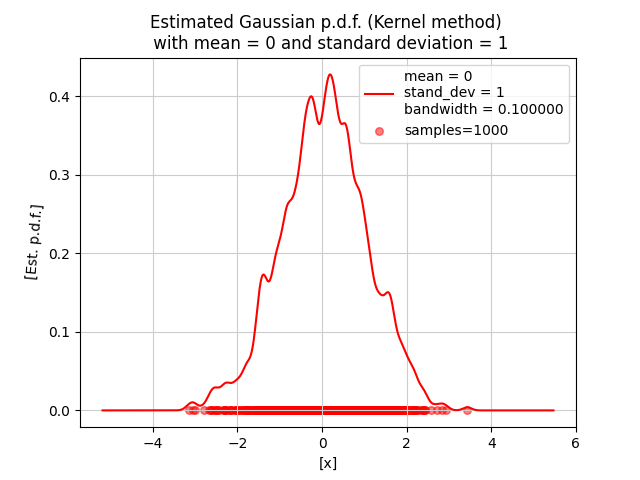 Estimated Gaussian p.d.f. (Kernel method)
with mean = 0 and standard deviation = 1
mean = 0
stand_dev = 1
bandwidth = 0.100000
samples=1000
[Est. p.d.f.]
0.4
0.3
0.2
0.1
0.0
−4
−2
0
2
4
6
[x]